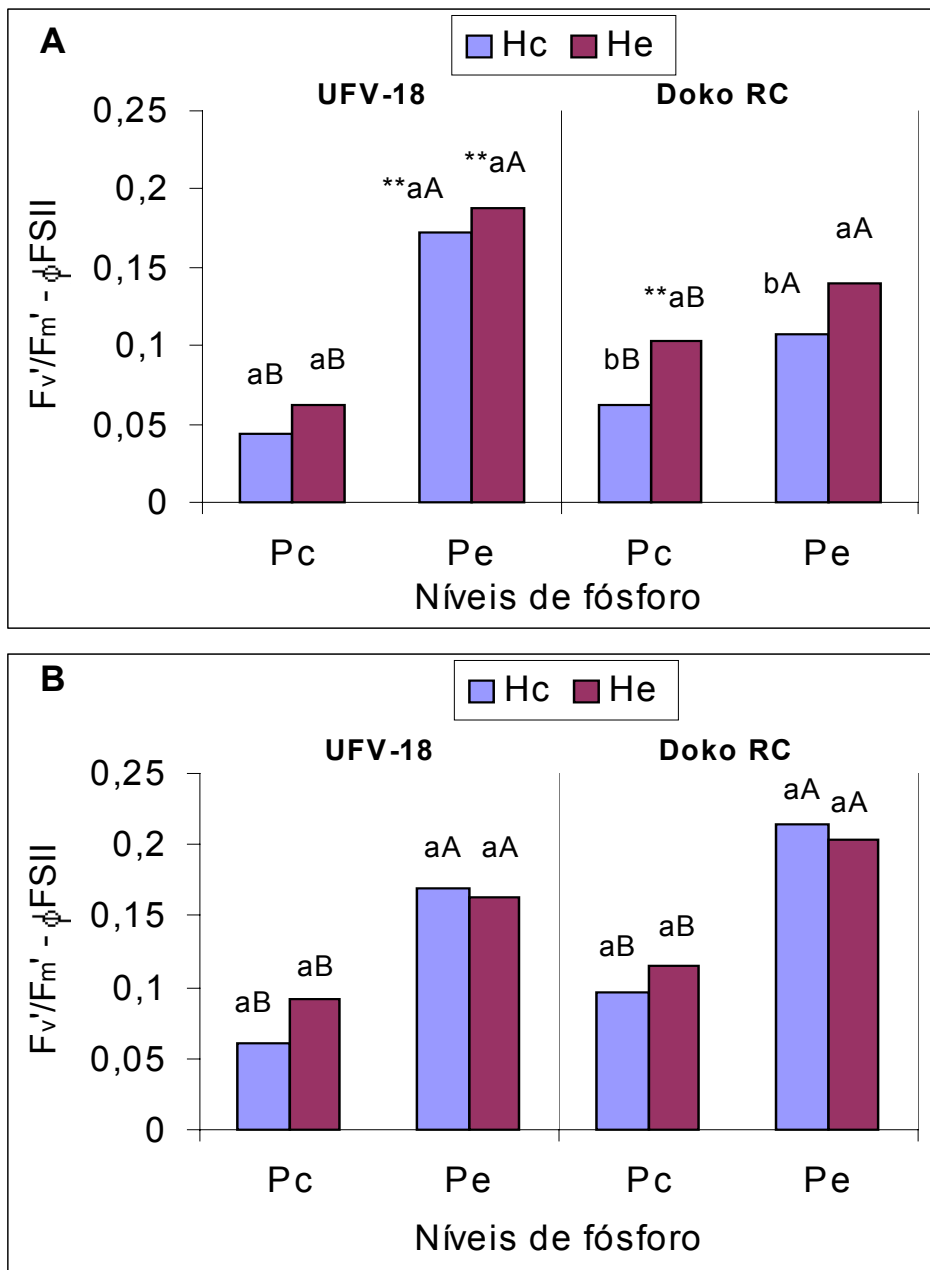 A
Hc He
UFV-18 Doko RC
Fv'/Fm' - ϕFSII
0,25
0,2
0,15
0,1
0,05
0
aB aB **aA **aA bB **aB bA aA
Pc Pe Pc Pe
Níveis de fósforo
B
Hc He
UFV-18 Doko RC
Fv'/Fm' - ϕFSII
0,25
0,2
0,15
0,1
0,05
0
aB aB aA aA aB aB aA aA
Pc Pe Pc Pe
Níveis de fósforo